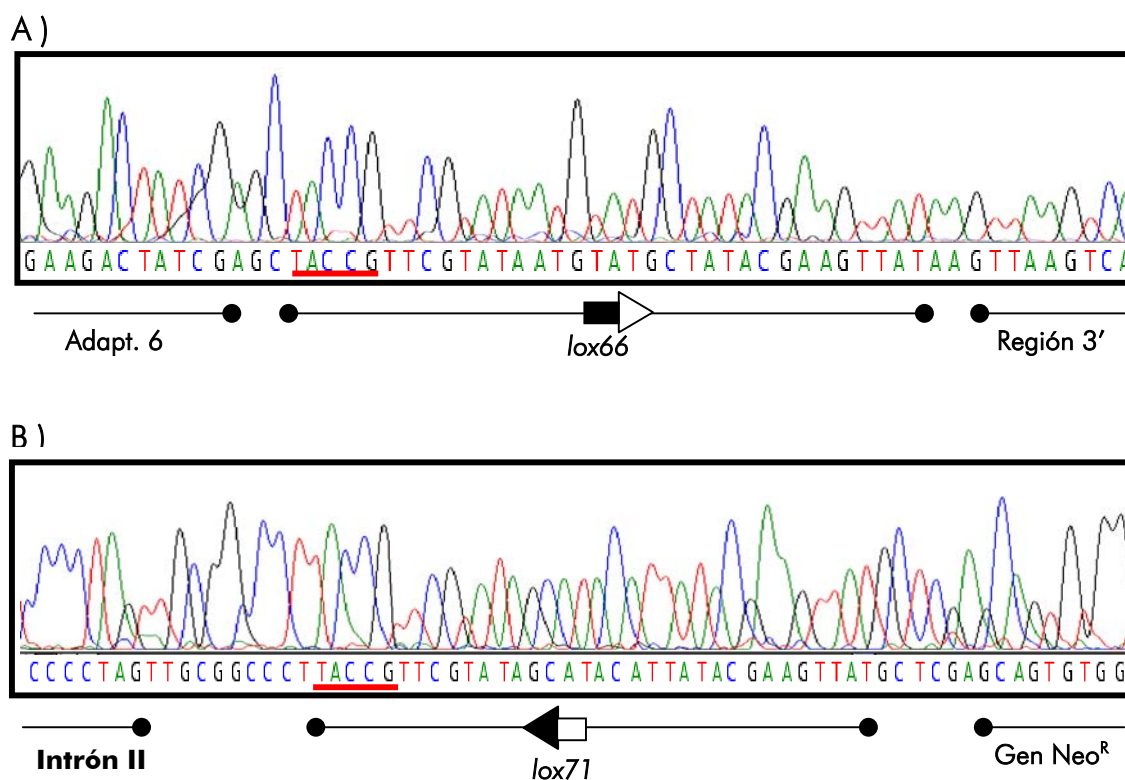 A )
GAAGACTATCGAGCTACCGTTCGTATAATGTATGCTATACGAAGTTATAAGTTAAGTCA
Adapt. 6
lox66
Región 3′
B )
CCCCTAGTTGCGGCCCTTACCGTTCGTATAGCATACATTATACGAAGTTATGCTCGAGCAGTGTGG
Intrón II
lox71
Gen Neo^R